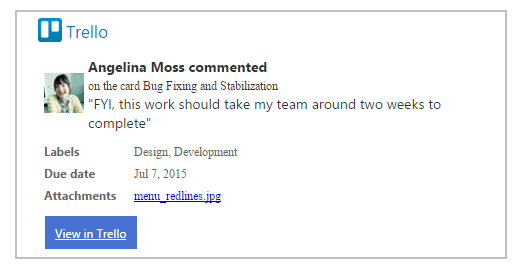 Trello
Angelina Moss commented
on the card Bug Fixing and Stabilization
"FYI, this work should take my team around two weeks to
complete"
Labels Design, Development
Due date Jul 7, 2015
Attachments menu_redlines.jpg
View in Trello